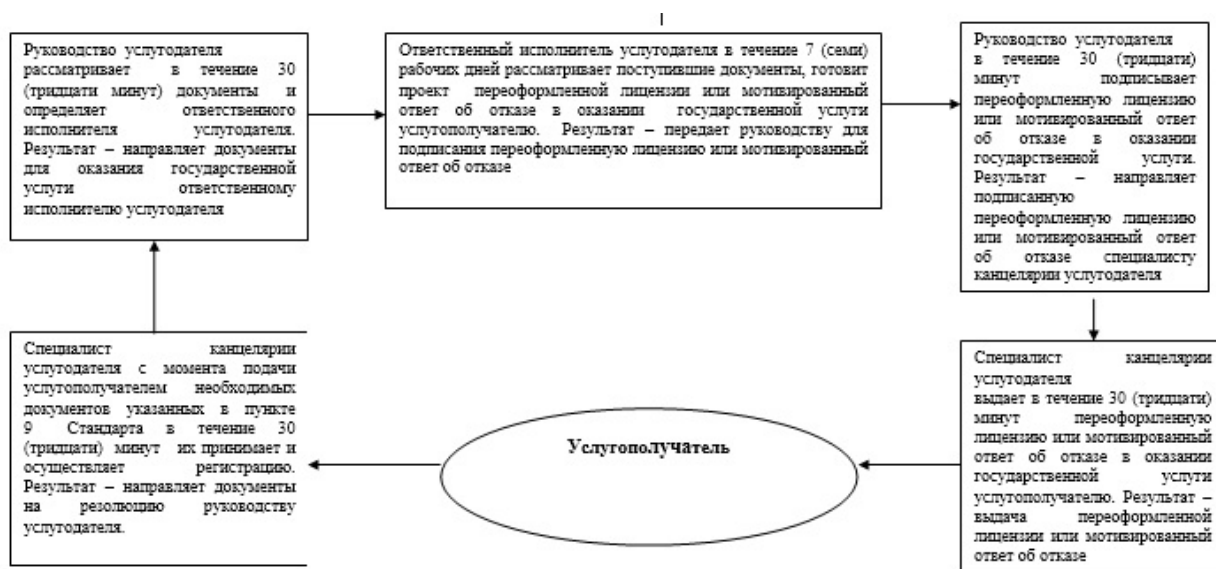 Руководство услугодателя
рассматривает в течение 30
(тридцати минут) документы и
определяет ответственного
исполнителя услугодателя.
Результат – направляет документы
для оказания государственной
услуги ответственному
исполнителю услугодателя
Ответственный исполнитель услугодателя в течение 7 (семи)
рабочих дней рассматривает поступившие документы, готовит
проект переоформленной лицензии или мотивированный
ответ об отказе в оказании государственной услуги
услугополучателю. Результат – передает руководству для
подписания переоформленную лицензию или мотивированный
ответ об отказе
Руководство услугодателя
в течение 30 (тридцати)
минут подписывает
переоформленную лицензию
или мотивированный ответ
об отказе в оказании
государственной услуги.
Результат – направляет
подписанную
переоформленную лицензию
или мотивированный ответ
об отказе специалисту
канцелярии услугодателя
Специалист канцелярии
услугодателя с момента подачи
услугополучателем необходимых
документов указанных в пункте
9 Стандарта в течение 30
(тридцати) минут их принимает и
осуществляет регистрацию.
Результат – направляет документы
на резолюцию руководству
услугодателя.
Услугополучатель
Специалист канцелярии
услугодателя
выдает в течение 30 (тридцати)
минут переоформленную
лицензию или мотивированный
ответ об отказе в оказании
государственной услуги
услугополучателю. Результат –
выдача переоформленной
лицензии или мотивированный
ответ об отказе